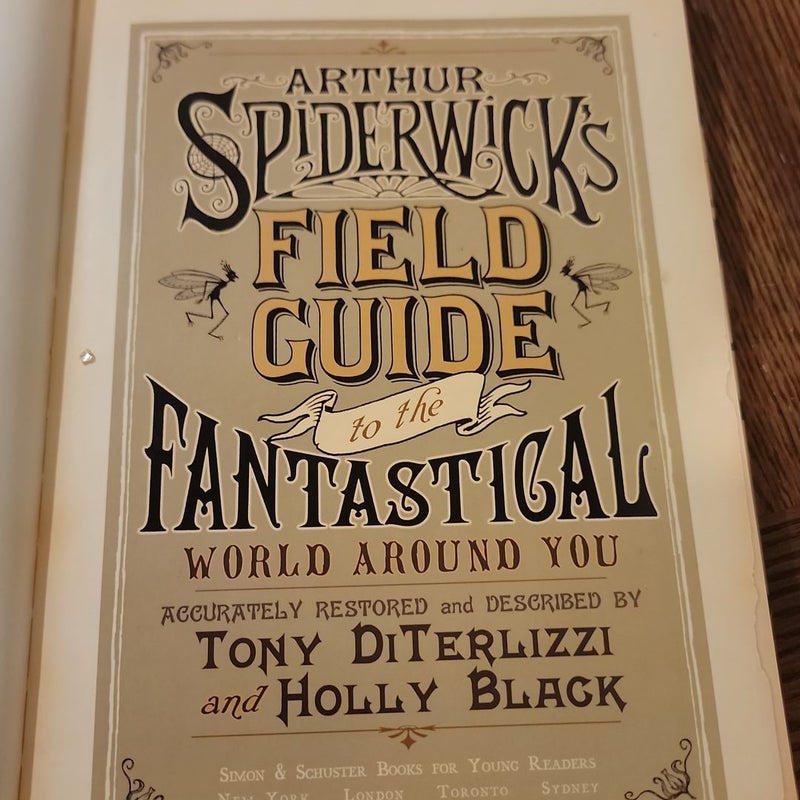 ARTHUR
SPIDERWICK'S
FIELD
GUIDE
to the
FANTASTICAL
WORLD AROUND YOU
ACCURATELY RESTORED and DESCRIBED BY
TONY DITERLIZZI
and HOLLY BLACK
SIMON & SCHUSTER BOOKS FOR YOUNG READERS
NEW YORK LONDON TORONTO SYDNEY